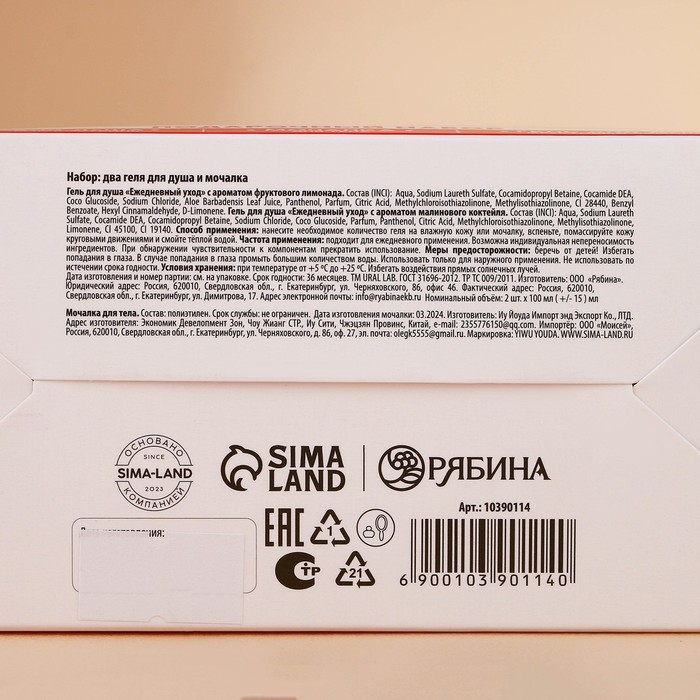 Набор: два геля для душа и мочалка
Гель для душа «Ежедневный уход» с ароматом фруктового лимонада. Состав (INCI): Aqua, Sodium Laureth Sulfate, Cocamidopropyl Betaine, Cocamide DEA,
Coco Glucoside, Sodium Chloride, Aloe Barbadensis Leaf Juice, Panthenol, Parfum, Citric Acid, Methylchloroisothiazolinone, Methylisothiazolinone, CI 28440, Benzyl
Benzoate, Hexyl Cinnamaldehyde, D-Limonene. Гель для душа «Ежедневный уход» с ароматом малинового коктейля. Состав (INCI): Aqua, Sodium Laureth
Sulfate, Cocamide DEA, Cocamidopropyl Betaine, Sodium Chloride, Coco Glucoside, Parfum, Panthenol, Citric Acid, Methylchloroisothiazolinone, Methylisothiazolinone,
Limonene, CI 45100, CI 19140. Способ применения: нанесите необходимое количество геля на влажную кожу или мочалку, вспеньте, помассируйте кожу
круговыми движениями и смойте тёплой водой. Частота применения: подходит для ежедневного применения. Возможна индивидуальная непереносимость
ингредиентов. При обнаружении чувствительности к компонентам прекратить использование. Меры предосторожности: беречь от детей! Избегать
попадания в глаза. В случае попадания в глаза промыть большим количеством воды. Использовать только для наружного применения. Не использовать по
истечении срока годности. Условия хранения: при температуре от +5 °С до +25 °С. Избегать воздействия прямых солнечных лучей.
Дата изготовления и номер партии: см. на упаковке. Срок годности: 36 месяцев. TM URAL LAB. ГОСТ 31696-2012. ТР ТС 009/2011. Изготовитель: ООО «Рябина».
Юридический адрес: Россия, 620010, Свердловская обл., г. Екатеринбург, ул. Черняховского, 86, офис 46. Фактический адрес: Россия, 620010,
Свердловская обл., г. Екатеринбург, ул. Димитрова, 17. Адрес электронной почты: info@ryabinaekb.ru Номинальный объём: 2 шт. х 100 мл ( +/- 15 ) мл
Мочалка для тела. Состав: полиэтилен. Срок службы: не ограничен. Дата изготовления мочалки: 03.2024. Изготовитель: Иу Йоуда Импорт энд Экспорт Ко., ЛТД.
Адрес изготовителя: Экономик Девелопмент Зон, Чоу Жианг СТР., Иу Сити, Чжэцзян Провинс, Китай, e-mail: 2355776150@qq.com. Импортёр: ООО «Моисей»,
Россия, 620010, Свердловская обл., г. Екатеринбург, ул. Черняховского, д. 86, оф. 27, эл. почта: olegk5555@gmail.ru. Маркировка: YIWU YOUDA. WWW.SIMA-LAND.RU
ОСНОВАНО
SINCE
SIMA-LAND
2023
КОМПАНИЕЙ
SIMA
LAND
РЯБИНА
Арт.: 10390114
EAC
1
СТР
21
6 900103 901140